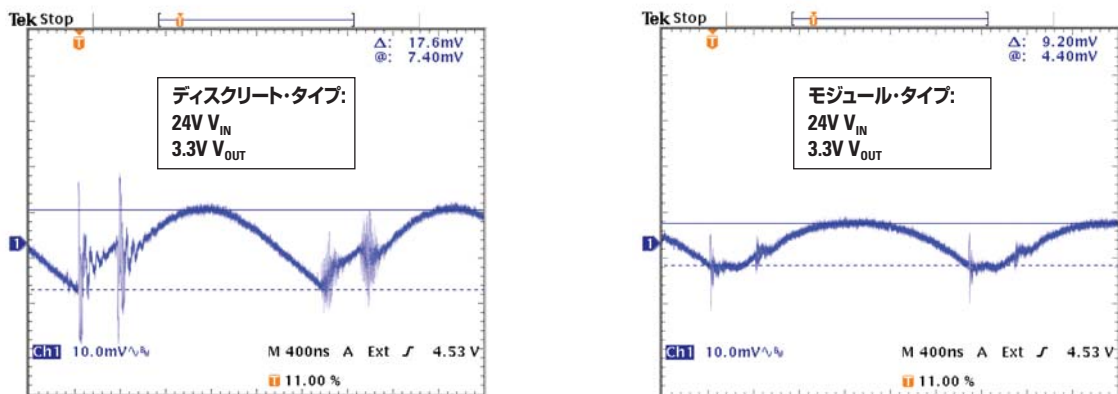 Tek Stop
T
T
Δ: 17.6mV
@: 7.40mV
ディスクリート・タイプ:
24V VIN
3.3V VOUT
1
Ch1 10.0mV
M 400ns A Ext 4.53 V
T 11.00 %
Tek Stop
T
T
Δ: 9.20mV
@: 4.40mV
モジュール・タイプ:
24V VIN
3.3V VOUT
1
Ch1 10.0mV
M 400ns A Ext 4.53 V
T 11.00 %